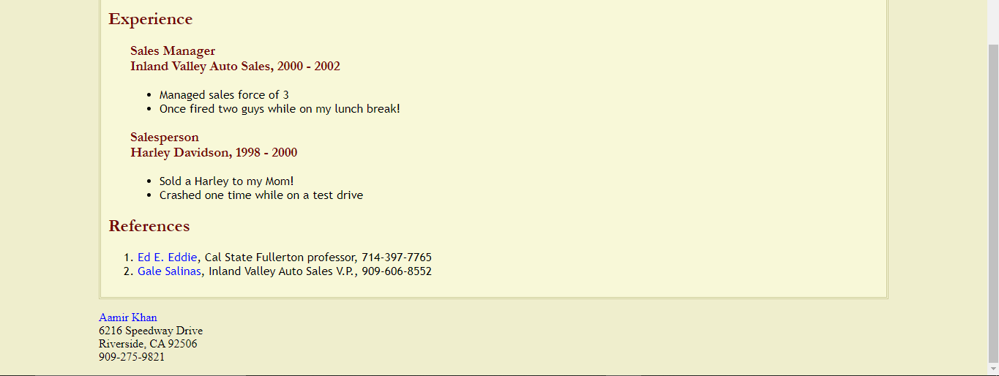 Experience
Sales Manager
Inland Valley Auto Sales, 2000 - 2002
• Managed sales force of 3
• Once fired two guys while on my lunch break!
Salesperson
Harley Davidson, 1998 - 2000
• Sold a Harley to my Mom!
• Crashed one time while on a test drive
References
1. Ed E. Eddie, Cal State Fullerton professor, 714-397-7765
2. Gale Salinas, Inland Valley Auto Sales V.P., 909-606-8552
Aamir Khan
6216 Speedway Drive
Riverside, CA 92506
909-275-9821